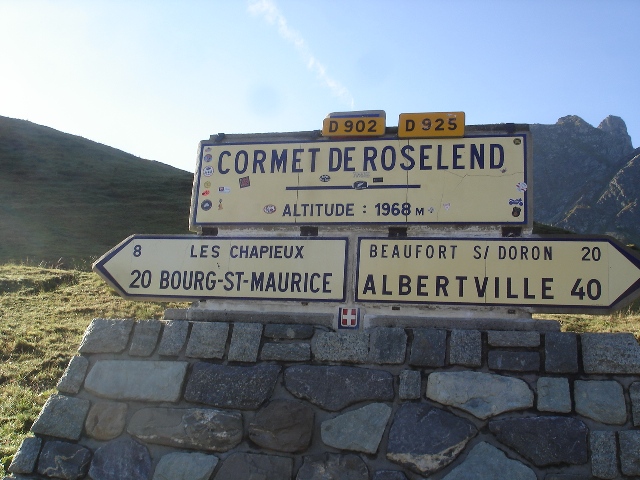 D 902 D 925
CORMET DE ROSELEND
ALTITUDE : 1968 M
8 LES CHAPIEUX
20 BOURG-ST-MAURICE
BEAUFORT S/ DORON 20
ALBERTVILLE 40